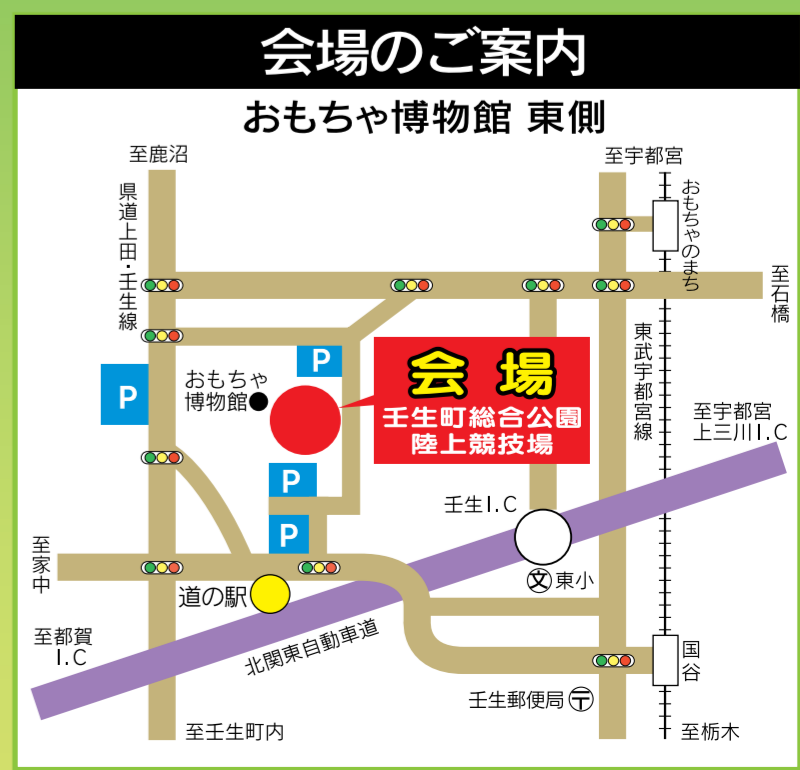 会場のご案内
おもちゃ博物館 東側
至鹿沼
至宇都宮
県道上田・壬生線
おもちゃのまち
至石橋
東武宇都宮線
P
P
おもちゃ
博物館
会場
壬生町総合公園
陸上競技場
至宇都宮
上三川I.C
P
P
壬生I.C
至家中
文 東小
道の駅
至都賀
I.C
北関東自動車道
国谷
壬生郵便局 〒
至壬生町内
至栃木